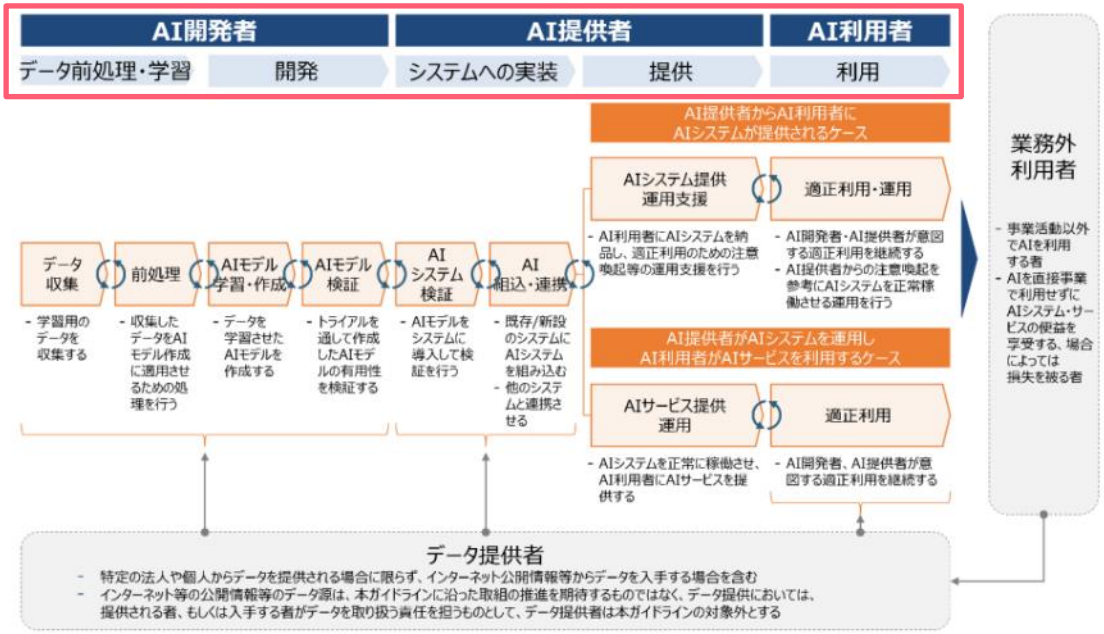 AI開発者
AI提供者
AI利用者
データ前処理・学習
開発
システムへの実装
提供
利用
AI提供者からAI利用者に
AIシステムが提供されるケース
AIシステム提供
運用支援
適正利用・運用
- AI利用者にAIシステムを納
品し、適正利用のための注意
喚起等の運用支援を行う
- AI開発者・AI提供者が意図
する適正利用を継続する
- AI提供者からの注意喚起を
参考にAIシステムを正常稼
働させる運用を行う
データ
収集
前処理
AIモデル
学習・作成
AIモデル
検証
AI
システム
検証
AI
組込・連携
- 学習用の
データを
収集する
- 収集した
データをAI
モデル作成
に適用させ
るための処
理を行う
- データを
学習させた
AIモデルを
作成する
- トライアルを
通して作成
したAIモデ
ルの有用性
を検証する
- AIモデルを
システムに
導入して検
証を行う
- 既存/新設
のシステムに
AIシステム
を組み込む
- 他のシステ
ムと連携さ
せる
AI提供者がAIシステムを運用し
AI利用者がAIサービスを利用するケース
AIサービス提供
運用
適正利用
- AIシステムを正常に稼働させ、
AI利用者にAIサービスを提
供する
- AI開発者、AI提供者が意
図する適正利用を継続する
業務外
利用者
- 事業活動以外
でAIを利用
する者
- AIを直接事業
で利用せずに
AIシステム・サー
ビスの便益を
享受する、場合
によっては
損失を被る者
データ提供者
- 特定の法人や個人からデータを提供される場合に限らず、インターネット公開情報等からデータを入手する場合を含む
- インターネット等の公開情報等のデータ源は、本ガイドラインに沿った取組の推進を期待するものではなく、データ提供においては、
提供される者、もしくは入手する者がデータを取り扱う責任を担うものとして、データ提供者は本ガイドラインの対象外とする